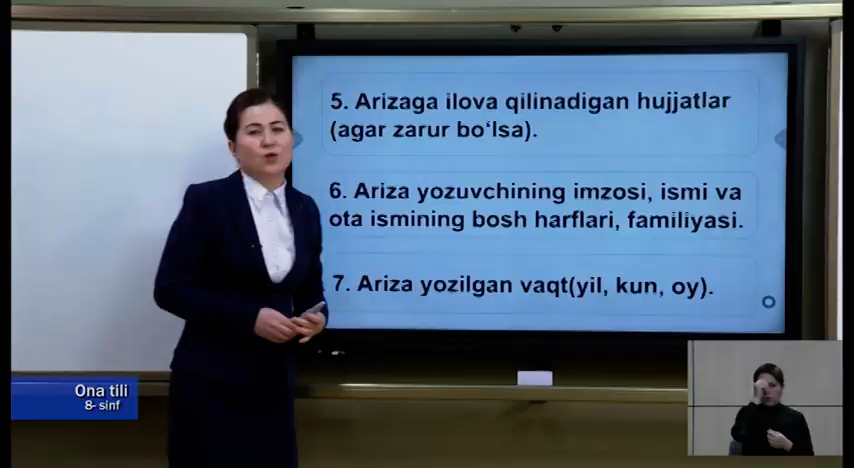 5. Arizaga ilova qilinadigan hujjatlar
(agar zarur bo‘lsa).
6. Ariza yozuvchining imzosi, ismi va
ota ismining bosh harflari, familiyasi.
7. Ariza yozilgan vaqt(yil, kun, oy).
Ona tili
8- sinf